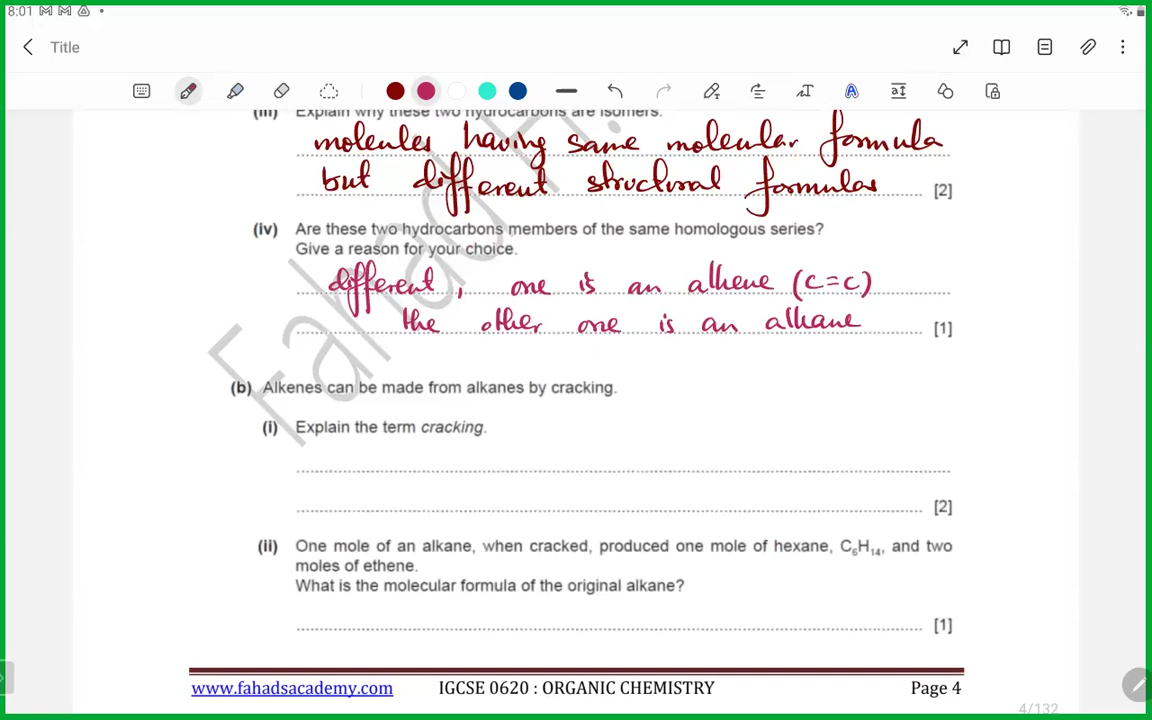 8:01
Title
(iii) Explain why these two hydrocarbons are isomers.
molecules having same molecular formula
but different structural formulas [2]
(iv) Are these two hydrocarbons members of the same homologous series?
Give a reason for your choice.
different, one is an alkene (C=C)
the other one is an alkane [1]
(b) Alkenes can be made from alkanes by cracking.
(i) Explain the term cracking.
[2]
(ii) One mole of an alkane, when cracked, produced one mole of hexane, C₆H₁₄, and two
moles of ethene.
What is the molecular formula of the original alkane?
[1]
www.fahadsacademy.com IGCSE 0620 : ORGANIC CHEMISTRY Page 4
4/132